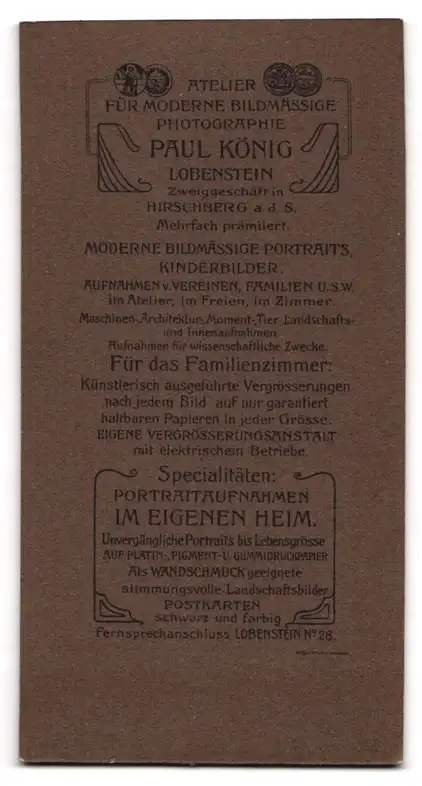 ATELIER
FÜR MODERNE BILDMÄSSIGE
PHOTOGRAPHIE
PAUL KÖNIG
LOBENSTEIN
Zweiggeschäft in
HIRSCHBERG a. d. S.
Mehrfach prämiiert.
MODERNE BILDMÄSSIGE PORTRAITS,
KINDERBILDER,
AUFNAHMEN v. VEREINEN, FAMILIEN U.S.W.
im Atelier, im Freien, im Zimmer.
Maschinen-Architektur-,Moment-,Tier-,Landschafts-
und Innenaufnahmen
Aufnahmen für wissenschaftliche Zwecke.
Für das Familienzimmer:
Künstlerisch ausgeführte Vergrösserungen
nach jedem Bild auf nur garantiert
haltbaren Papieren in jeder Grösse.
EIGENE VERGRÖSSERUNGSANSTALT
mit elektrischem Betriebe.
Specialitäten:
PORTRAITAUFNAHMEN
IM EIGENEN HEIM.
Unvergängliche Portraits bis Lebensgrösse
AUF PLATIN-, PIGMENT- U. GUMMIDRUCKPAPIER
Als WANDSCHMUCK geeignete
stimmungsvolle Landschaftsbilder
POSTKARTEN
schwarz und farbig
Fernsprechanschluss LOBENSTEIN No 26.